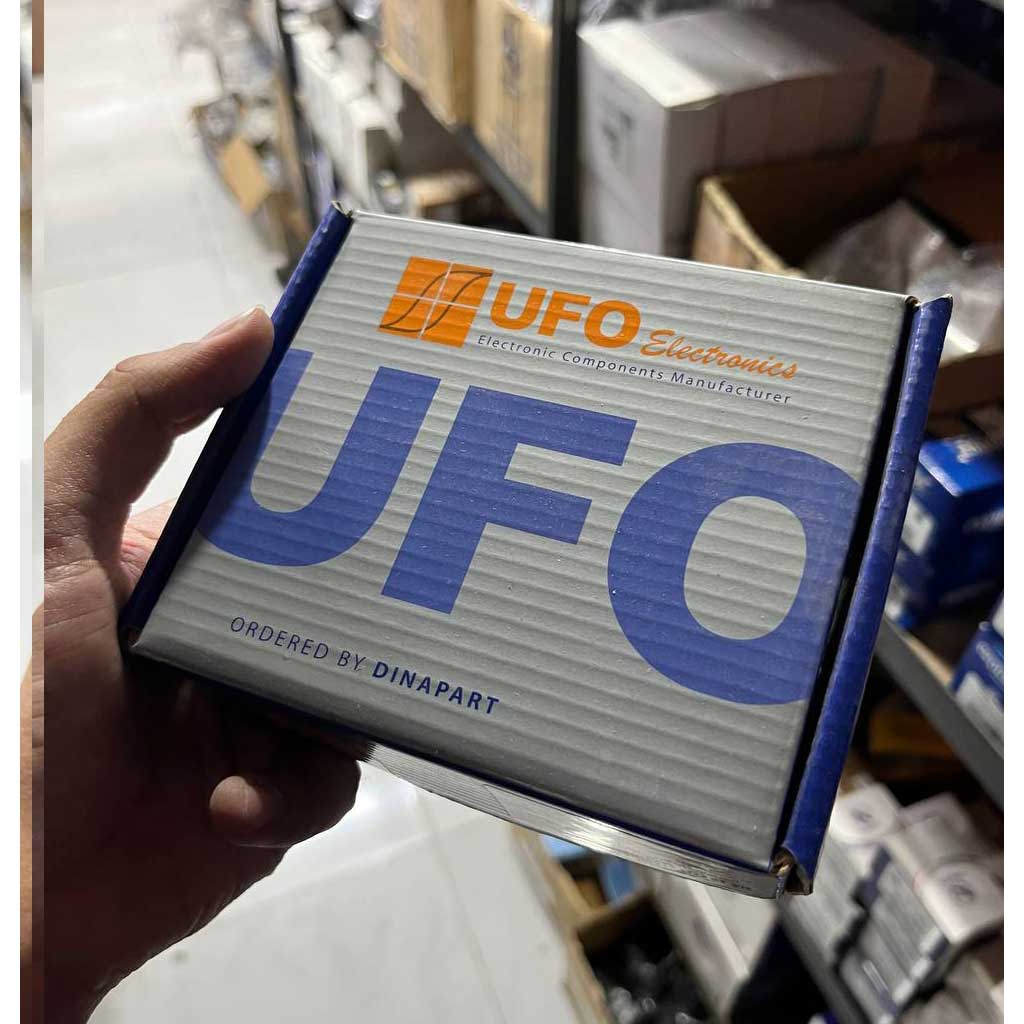 UFO Electronics
Electronic Components Manufacturer
UFO
ORDERED BY DINAPART